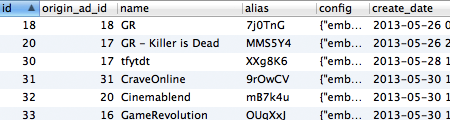 id origin_ad_id name alias config create_date
18 18 GR 7j0TnG {"emb... 2013-05-26 0
20 17 GR - Killer is Dead MMS5Y4 {"emb... 2013-05-26 0
30 17 tfytdt XXg8K6 {"emb... 2013-05-28 1
31 31 CraveOnline 9rOwCV {"emb... 2013-05-30 1
32 20 Cinemablend mB7k4u {"emb... 2013-05-30 1
33 16 GameRevolution OUqXxJ {"emb... 2013-05-30 1